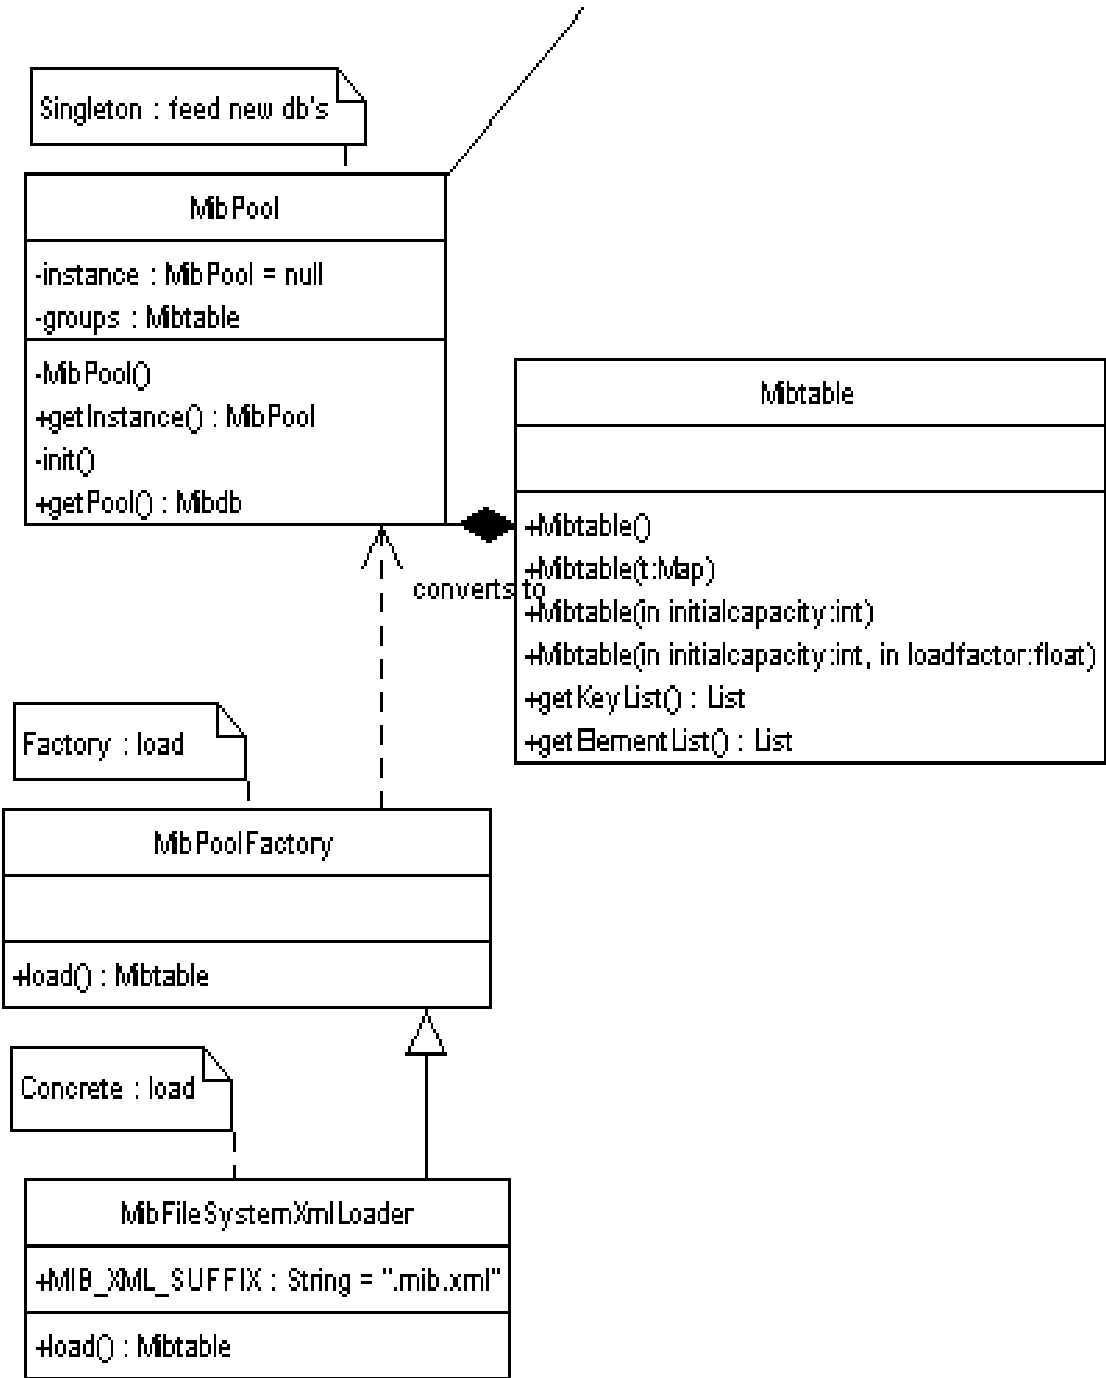 Singleton : feed new db's
MibPool
-instance : MibPool = null
-groups : Mibtable
-MibPool()
+getInstance() : MibPool
-init()
+getPool() : Mibdb
Mibtable
+Mibtable()
+Mibtable(t:Map)
+Mibtable(in initialcapacity:int)
+Mibtable(in initialcapacity:int, in loadfactor:float)
+getKeyList() : List
+getElementList() : List
converts to
Factory : load
MibPoolFactory
+load() : Mibtable
Concrete : load
MibFileSystemXmlLoader
+MIB_XML_SUFFIX : String = ".mib.xml"
+load() : Mibtable